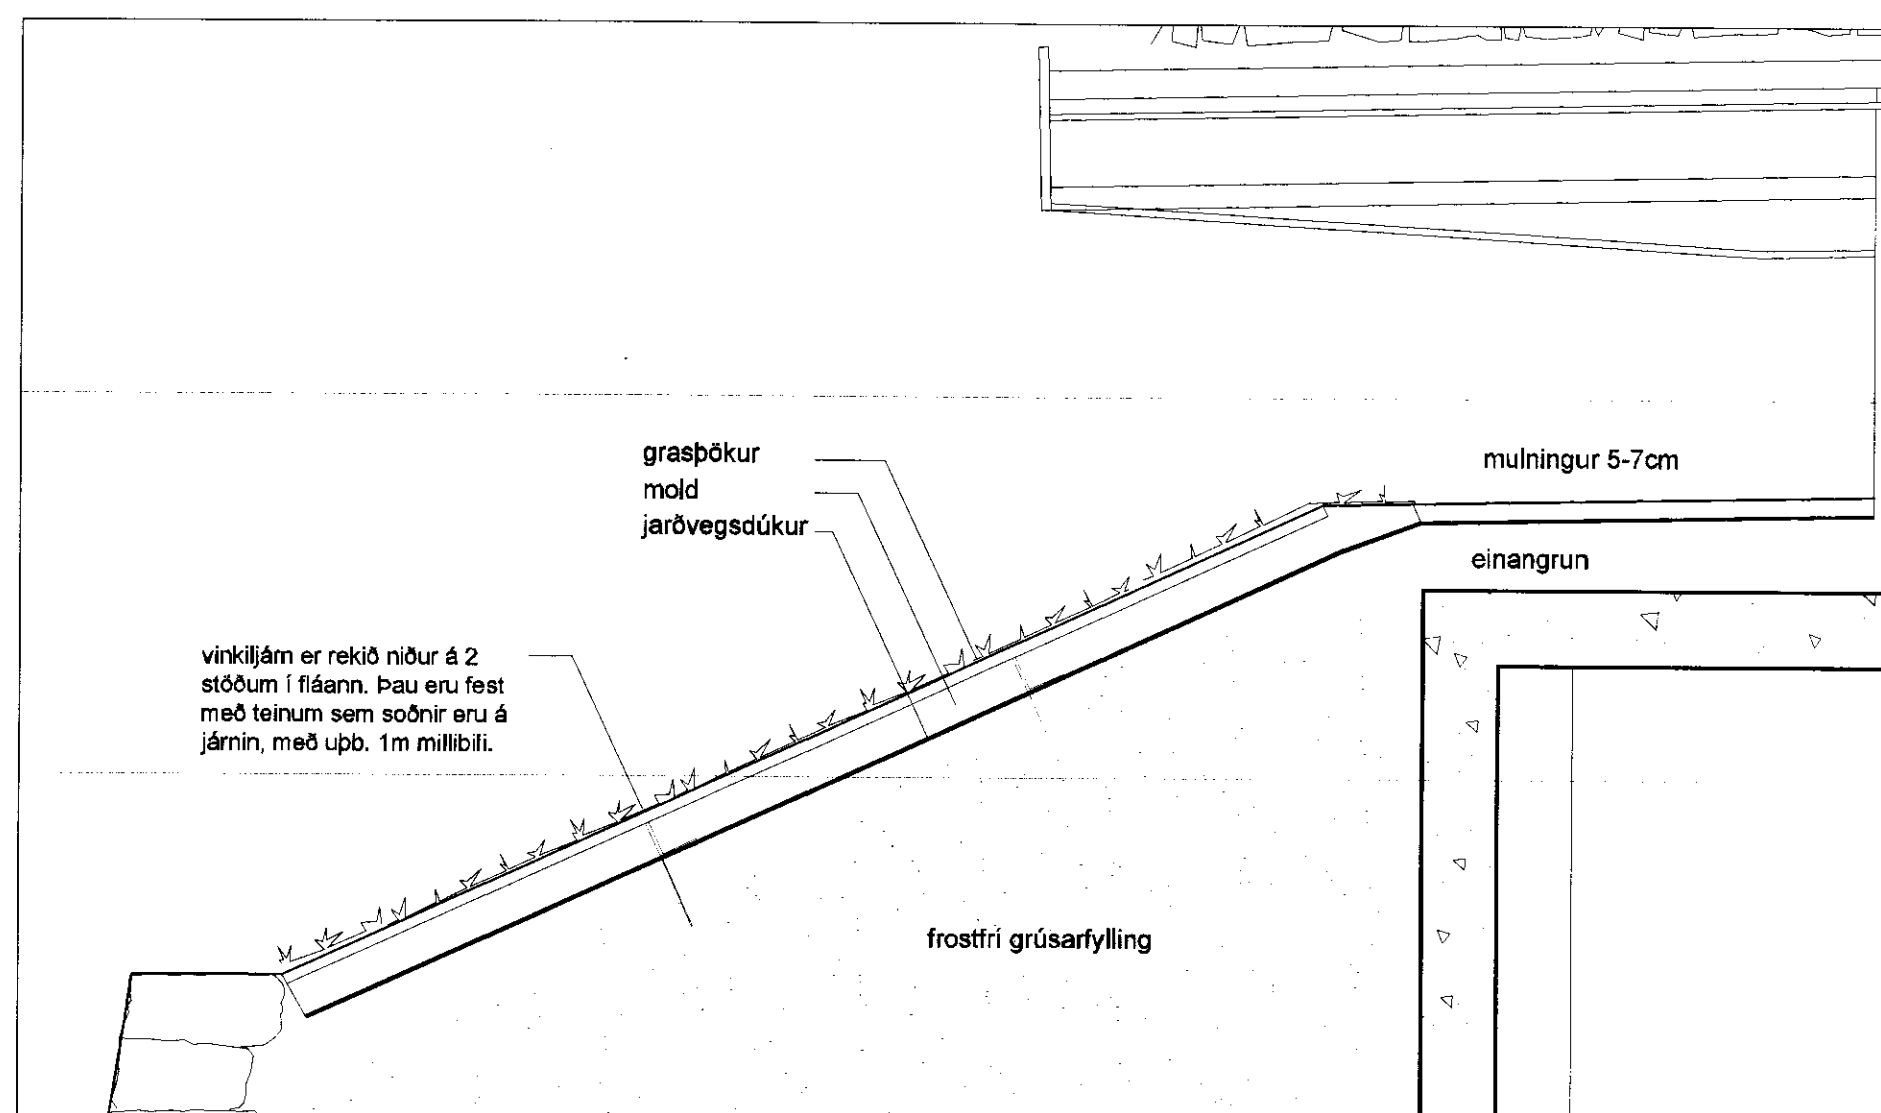 grasþökur
mold
jarðvegsdúkur
mulningur 5-7cm
einangrun
vinkiljárn er rekið niður á 2
stöðum í fláann. Þau eru fest
með teinum sem soðnir eru á
járnin, með uþb. 1m millibili.
frostfrí grúsarfylling